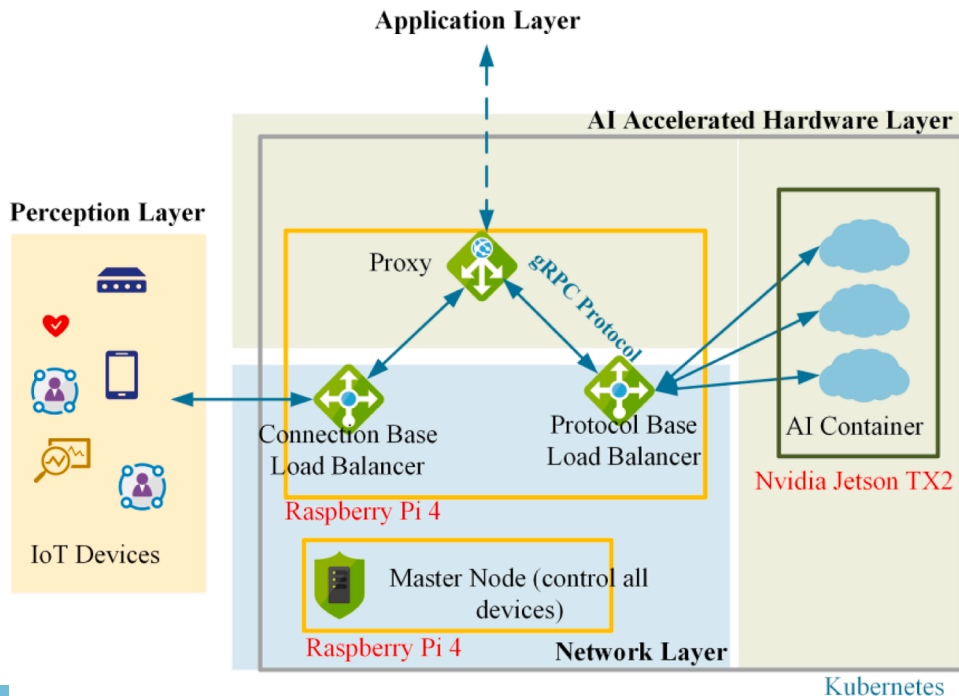 Application Layer
AI Accelerated Hardware Layer
Perception Layer
Proxy
gRPC Protocol
Connection Base
Load Balancer
Protocol Base
Load Balancer
AI Container
Nvidia Jetson TX2
Raspberry Pi 4
IoT Devices
Master Node (control all
devices)
Raspberry Pi 4
Network Layer
Kubernetes